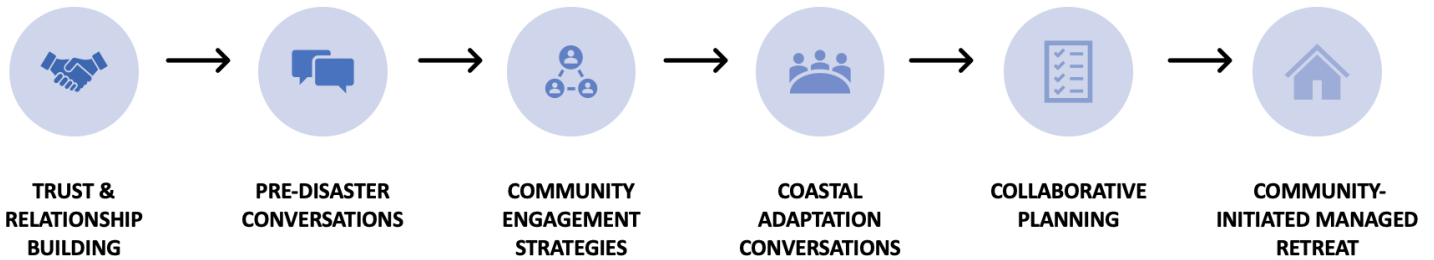 TRUST &
RELATIONSHIP
BUILDING
PRE-DISASTER
CONVERSATIONS
COMMUNITY
ENGAGEMENT
STRATEGIES
COASTAL
ADAPTATION
CONVERSATIONS
COLLABORATIVE
PLANNING
COMMUNITY-
INITIATED MANAGED
RETREAT